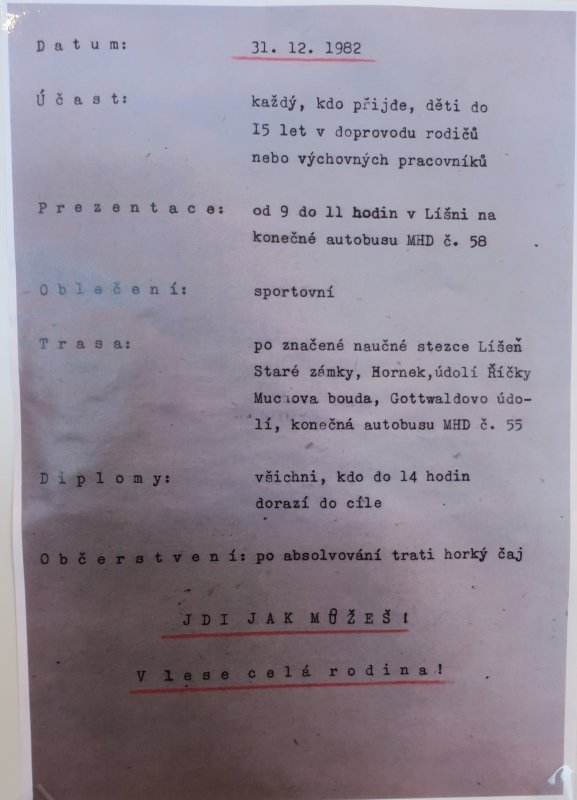 Datum: 31. 12. 1982
Účast: každý, kdo přijde, děti do
15 let v doprovodu rodičů
nebo výchovných pracovníků
Prezentace: od 9 do 11 hodin v Líšni na
konečné autobusu MHD č. 58
Oblečení: sportovní
Trasa: po značené naučné stezce Líšeň
Staré zámky, Hornek,údolí Říčky
Muchova bouda, Gottwaldovo údo-
lí, konečná autobusu MHD č. 55
Diplomy: všichni, kdo do 14 hodin
dorazí do cíle
Občerstvení: po absolvování trati horký čaj
JDI JAK MŮŽEŠ!
V lese celá rodina!